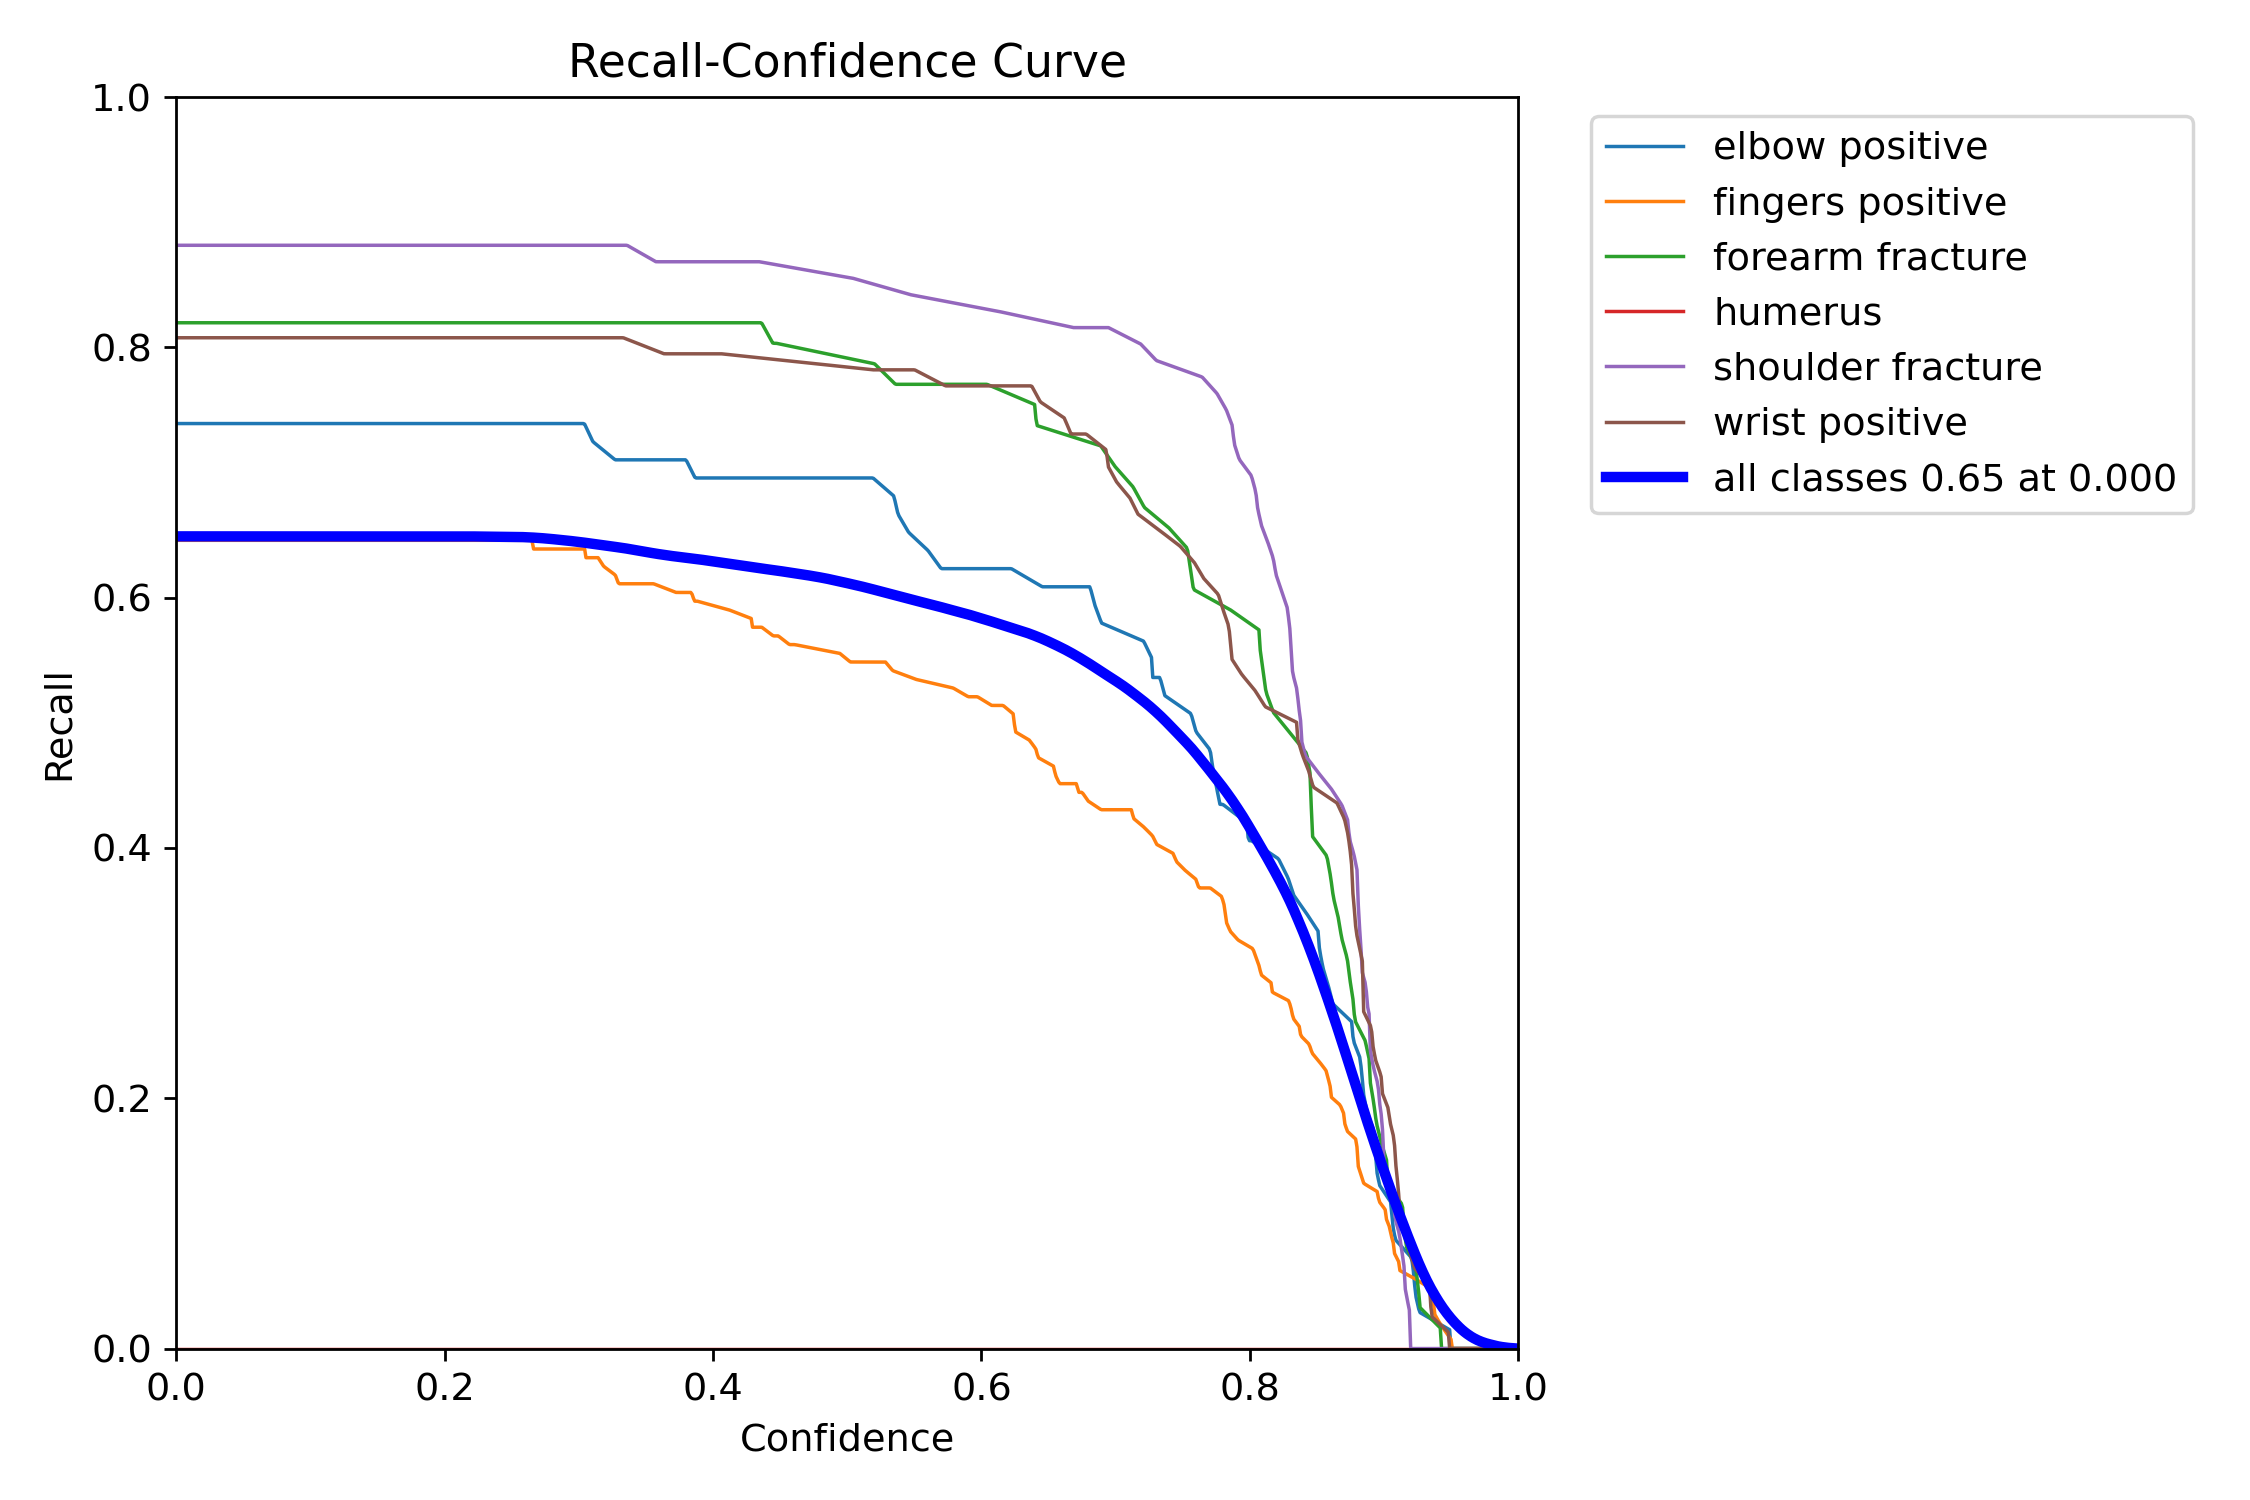 Recall-Confidence Curve
1.0
0.8
0.6
0.4
0.2
0.0
Recall
0.0 0.2 0.4 0.6 0.8 1.0
Confidence
elbow positive
fingers positive
forearm fracture
humerus
shoulder fracture
wrist positive
all classes 0.65 at 0.000